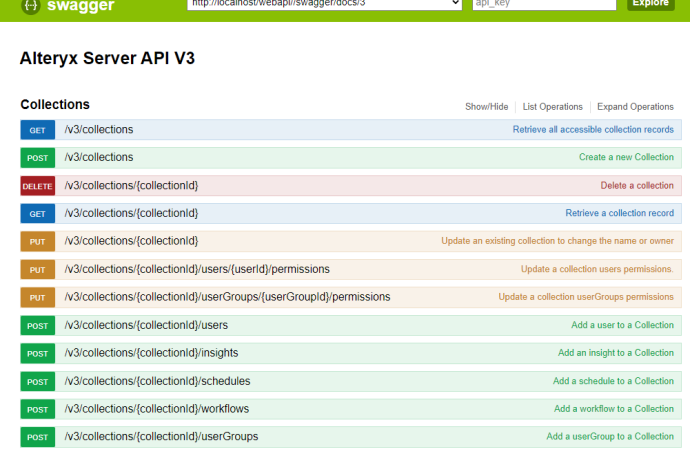 swagger http://localhost/webapi//swagger/docs/3 api_key Explore
Alteryx Server API V3
Collections Show/Hide List Operations Expand Operations
GET /v3/collections Retrieve all accessible collection records
POST /v3/collections Create a new Collection
DELETE /v3/collections/{collectionId} Delete a collection
GET /v3/collections/{collectionId} Retrieve a collection record
PUT /v3/collections/{collectionId} Update an existing collection to change the name or owner
PUT /v3/collections/{collectionId}/users/{userId}/permissions Update a collection users permissions.
PUT /v3/collections/{collectionId}/userGroups/{userGroupId}/permissions Update a collection userGroups permissions
POST /v3/collections/{collectionId}/users Add a user to a Collection
POST /v3/collections/{collectionId}/insights Add an insight to a Collection
POST /v3/collections/{collectionId}/schedules Add a schedule to a Collection
POST /v3/collections/{collectionId}/workflows Add a workflow to a Collection
POST /v3/collections/{collectionId}/userGroups Add a userGroup to a Collection